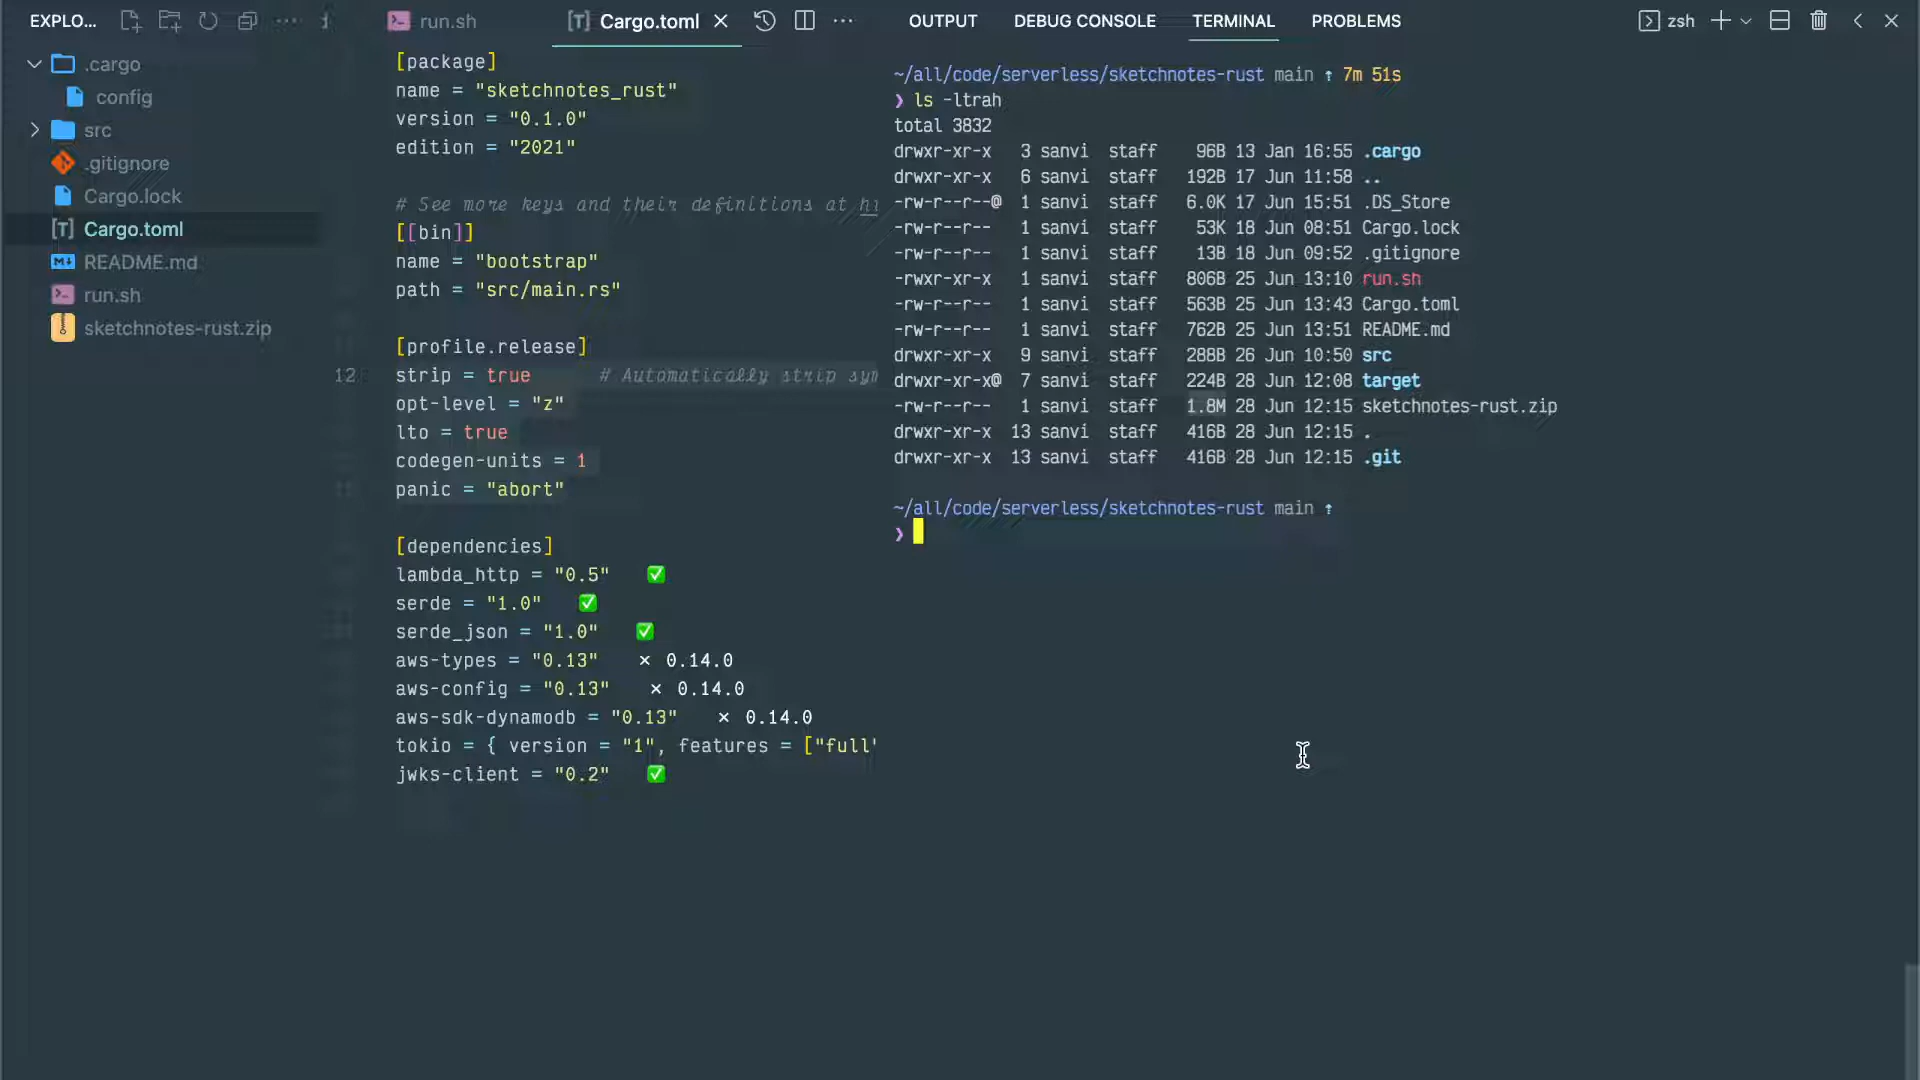 EXPLO...
.cargo
config
src
.gitignore
Cargo.lock
Cargo.toml
README.md
run.sh
sketchnotes-rust.zip
run.sh
[T] Cargo.toml
[package]
name = "sketchnotes_rust"
version = "0.1.0"
edition = "2021"
# See more keys and their definitions at
[[bin]]
name = "bootstrap"
path = "src/main.rs"
[profile.release]
12 strip = true # Automatically strip sym
opt-level = "z"
lto = true
codegen-units = 1
panic = "abort"
[dependencies]
lambda_http = "0.5" ✅
serde = "1.0" ✅
serde_json = "1.0" ✅
aws-types = "0.13" × 0.14.0
aws-config = "0.13" × 0.14.0
aws-sdk-dynamodb = "0.13" × 0.14.0
tokio = { version = "1", features = ["full"
jwks-client = "0.2" ✅
OUTPUT DEBUG CONSOLE TERMINAL PROBLEMS
zsh
~/all/code/serverless/sketchnotes-rust main ↑ 7m 51s
❯ ls -ltrah
total 3832
drwxr-xr-x 3 sanvi staff 96B 13 Jan 16:55 .cargo
drwxr-xr-x 6 sanvi staff 192B 17 Jun 11:58 ..
-rw-r--r--@ 1 sanvi staff 6.0K 17 Jun 15:51 .DS_Store
-rw-r--r-- 1 sanvi staff 53K 18 Jun 08:51 Cargo.lock
-rw-r--r-- 1 sanvi staff 13B 18 Jun 09:52 .gitignore
-rwxr-xr-x 1 sanvi staff 806B 25 Jun 13:10 run.sh
-rw-r--r-- 1 sanvi staff 563B 25 Jun 13:43 Cargo.toml
-rw-r--r-- 1 sanvi staff 762B 25 Jun 13:51 README.md
drwxr-xr-x 9 sanvi staff 288B 26 Jun 10:50 src
drwxr-xr-x@ 7 sanvi staff 224B 28 Jun 12:08 target
-rw-r--r-- 1 sanvi staff 1.8M 28 Jun 12:15 sketchnotes-rust.zip
drwxr-xr-x 13 sanvi staff 416B 28 Jun 12:15 .
drwxr-xr-x 13 sanvi staff 416B 28 Jun 12:15 .git
~/all/code/serverless/sketchnotes-rust main ↑
❯